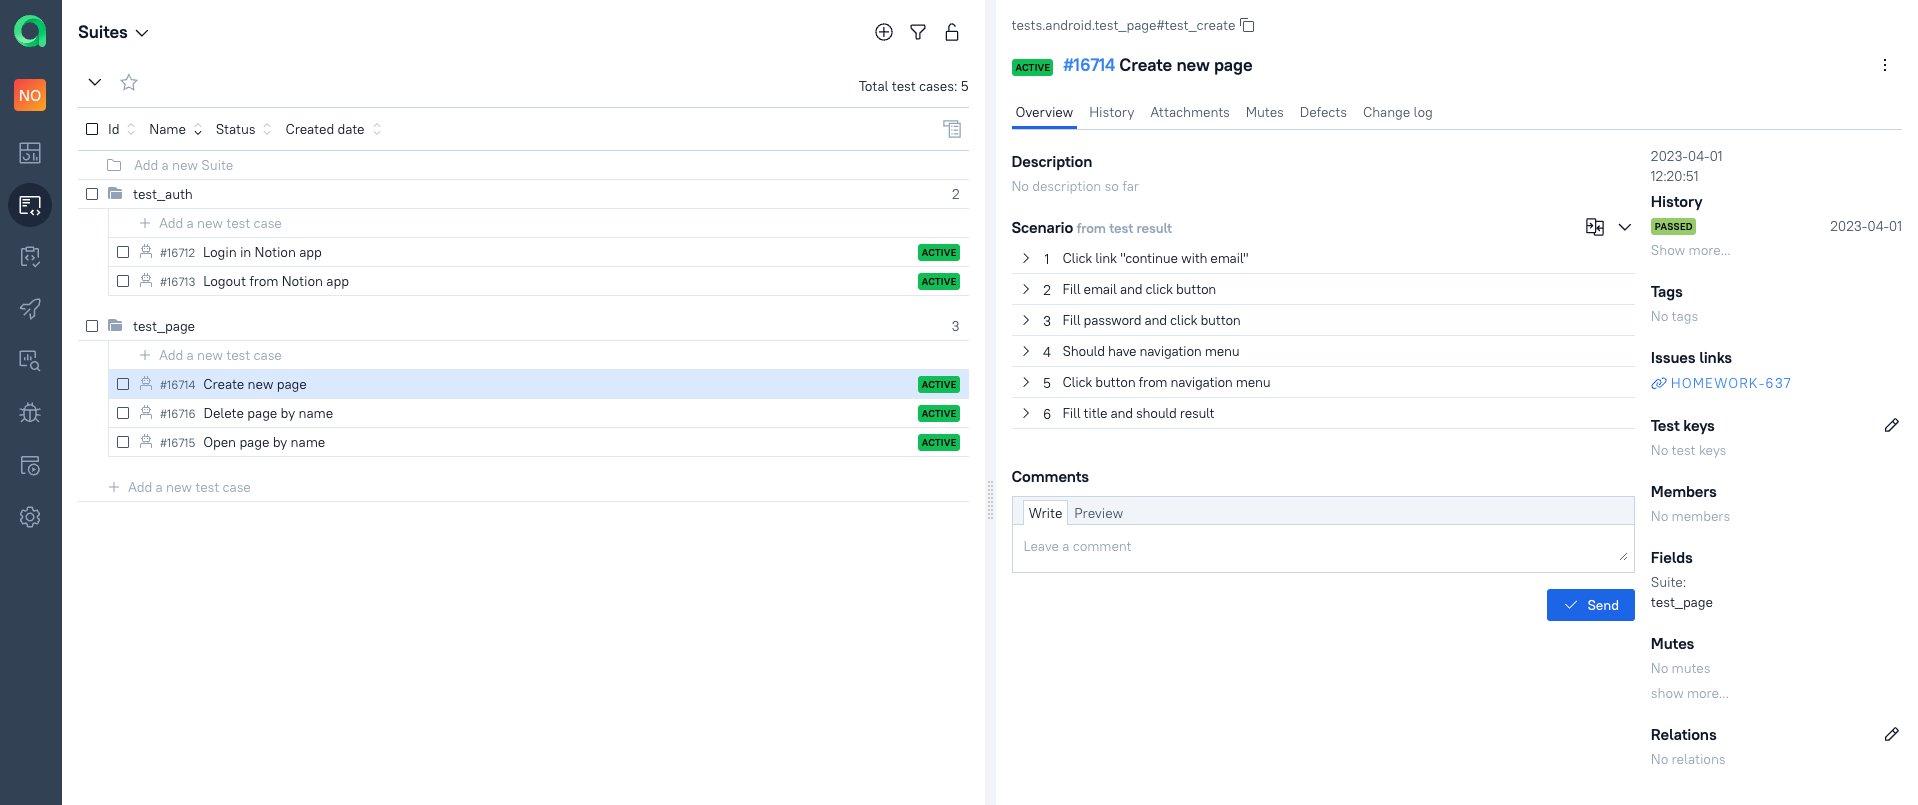 NO
Suites
Total test cases: 5
Id Name Status Created date
Add a new Suite
test_auth 2
Add a new test case
#16712 Login in Notion app ACTIVE
#16713 Logout from Notion app ACTIVE
test_page 3
Add a new test case
#16714 Create new page ACTIVE
#16716 Delete page by name ACTIVE
#16715 Open page by name ACTIVE
Add a new test case
tests.android.test_page#test_create
ACTIVE #16714 Create new page
Overview History Attachments Mutes Defects Change log
Description
No description so far
Scenario from test result
1 Click link "continue with email"
2 Fill email and click button
3 Fill password and click button
4 Should have navigation menu
5 Click button from navigation menu
6 Fill title and should result
Comments
Write Preview
Leave a comment
Send
2023-04-01
12:20:51
History
PASSED 2023-04-01
Show more...
Tags
No tags
Issues links
HOMEWORK-637
Test keys
No test keys
Members
No members
Fields
Suite:
test_page
Mutes
No mutes
show more...
Relations
No relations